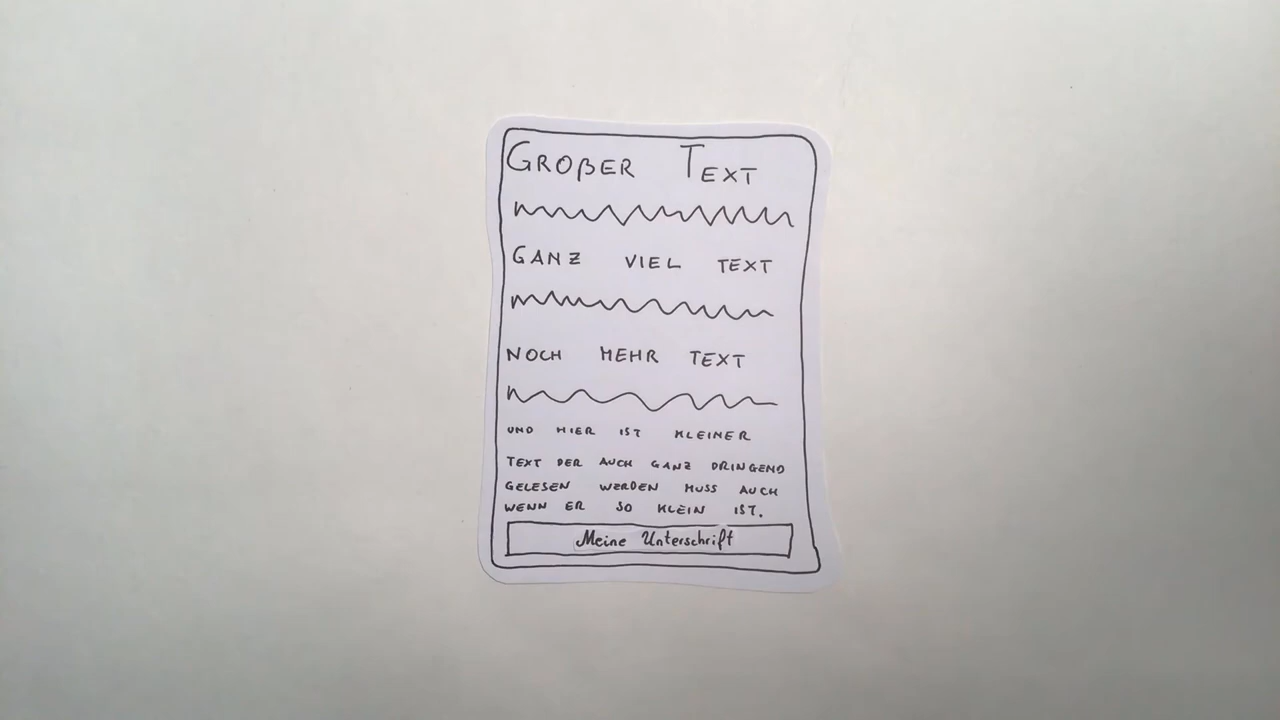 GROßER TEXT
GANZ VIEL TEXT
NOCH MEHR TEXT
UND HIER IST KLEINER
TEXT DER AUCH GANZ DRINGEND
GELESEN WERDEN MUSS AUCH
WENN ER SO KLEIN IST.
Meine Unterschrift